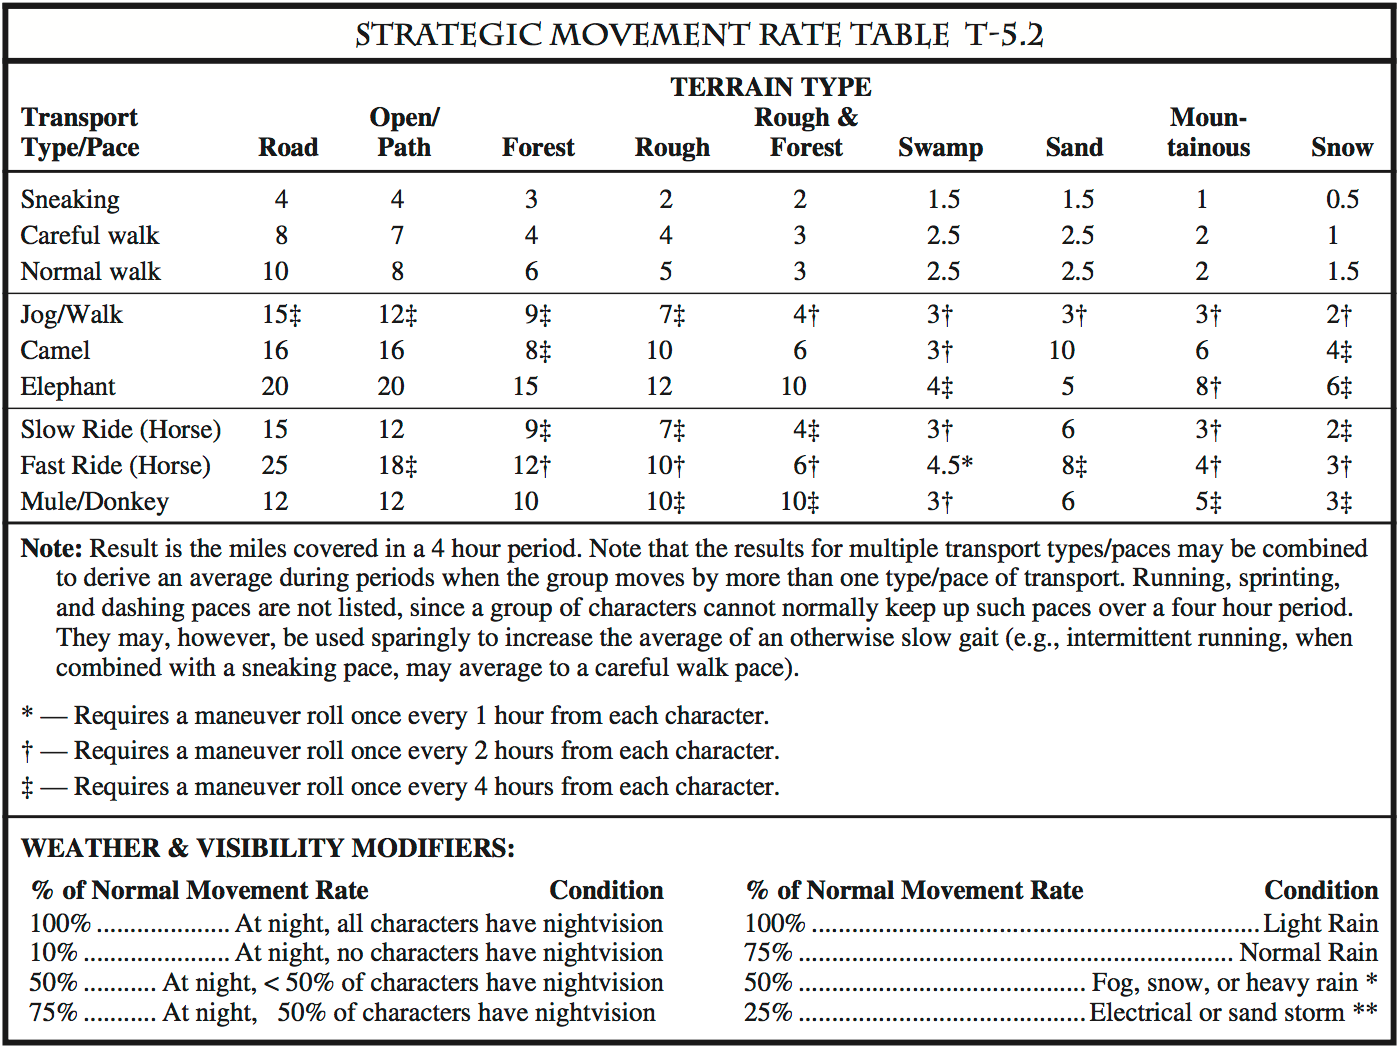 STRATEGIC MOVEMENT RATE TABLE T-5.2
TERRAIN TYPE
Transport Open/ Rough & Moun-
Type/Pace Road Path Forest Rough Forest Swamp Sand tainous Snow
Sneaking 4 4 3 2 2 1.5 1.5 1 0.5
Careful walk 8 7 4 4 3 2.5 2.5 2 1
Normal walk 10 8 6 5 3 2.5 2.5 2 1.5
Jog/Walk 15‡ 12‡ 9‡ 7‡ 4† 3† 3† 3† 2†
Camel 16 16 8‡ 10 6 3† 10 6 4‡
Elephant 20 20 15 12 10 4‡ 5 8† 6‡
Slow Ride (Horse) 15 12 9‡ 7‡ 4‡ 3† 6 3† 2‡
Fast Ride (Horse) 25 18‡ 12† 10† 6† 4.5* 8‡ 4† 3†
Mule/Donkey 12 12 10 10‡ 10‡ 3† 6 5‡ 3‡
Note: Result is the miles covered in a 4 hour period. Note that the results for multiple transport types/paces may be combined
to derive an average during periods when the group moves by more than one type/pace of transport. Running, sprinting,
and dashing paces are not listed, since a group of characters cannot normally keep up such paces over a four hour period.
They may, however, be used sparingly to increase the average of an otherwise slow gait (e.g., intermittent running, when
combined with a sneaking pace, may average to a careful walk pace).
* — Requires a maneuver roll once every 1 hour from each character.
† — Requires a maneuver roll once every 2 hours from each character.
‡ — Requires a maneuver roll once every 4 hours from each character.
WEATHER & VISIBILITY MODIFIERS:
% of Normal Movement Rate Condition
100% .................... At night, all characters have nightvision
10% ...................... At night, no characters have nightvision
50% .......... At night, < 50% of characters have nightvision
75% ........... At night, 50% of characters have nightvision
% of Normal Movement Rate Condition
100% .................................................................... Light Rain
75% ................................................................. Normal Rain
50% ........................................... Fog, snow, or heavy rain *
25% ........................................... Electrical or sand storm **